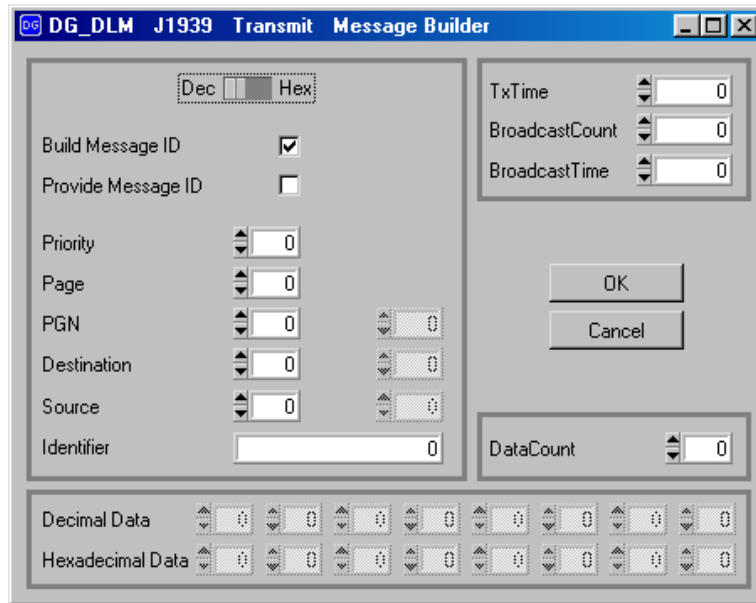 DG DG_DLM J1939 Transmit Message Builder
Dec Hex
Build Message ID
Provide Message ID
Priority 0
Page 0
PGN 0 0
Destination 0 0
Source 0 0
Identifier 0
TxTime 0
BroadcastCount 0
BroadcastTime 0
OK
Cancel
DataCount 0
Decimal Data 0 0 0 0 0 0 0 0
Hexadecimal Data 0 0 0 0 0 0 0 0